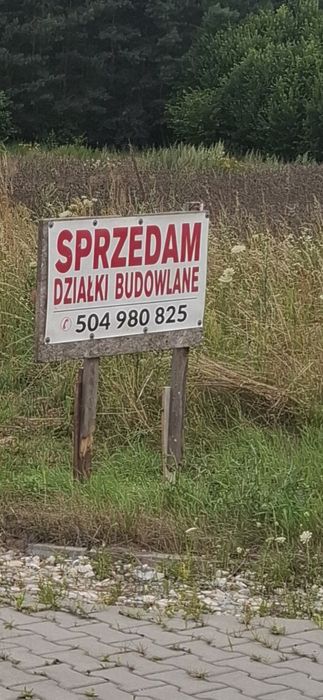 SPRZEDAM
DZIAŁKI BUDOWLANE
504 980 825